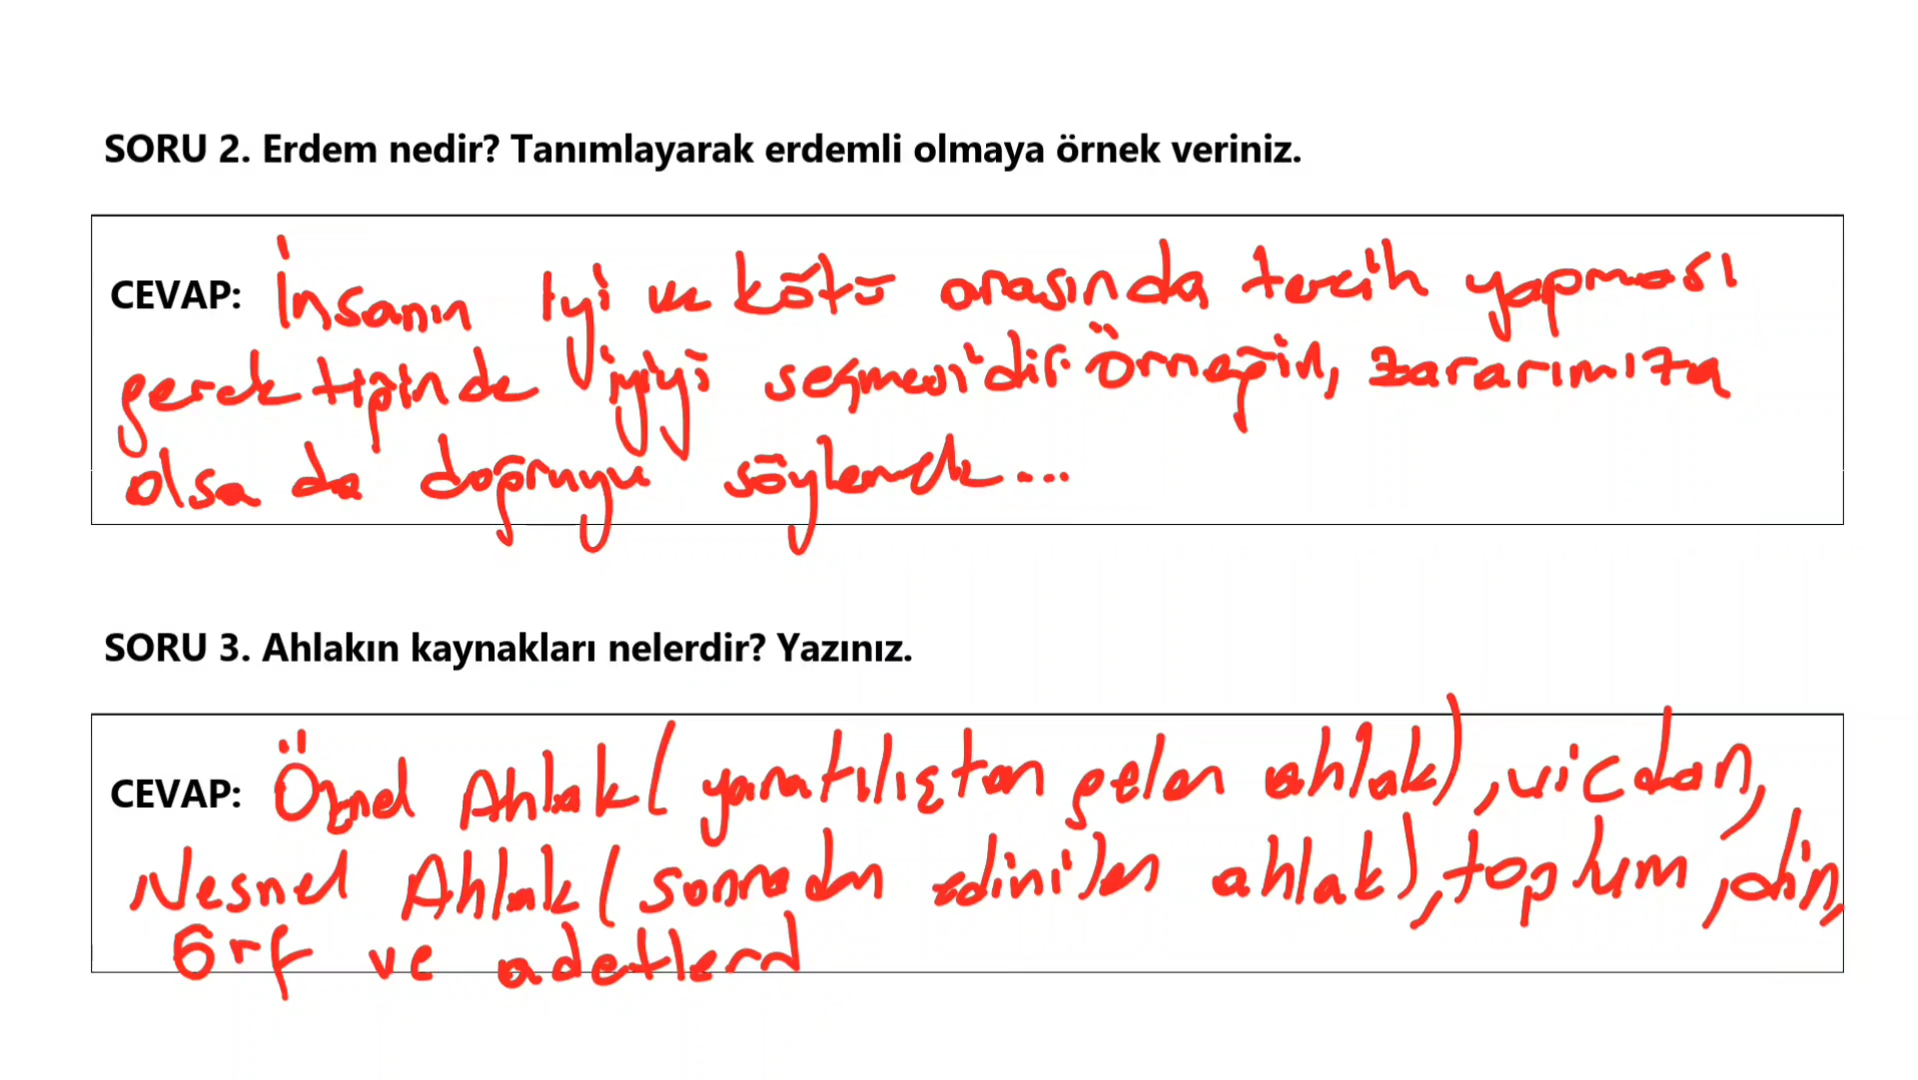 SORU 2. Erdem nedir? Tanımlayarak erdemli olmaya örnek veriniz.
CEVAP: İnsanın iyi ve kötü arasında tercih yapması
gerektiğinde iyiyi seçmesi'dir. Örneğin, zararımıza
olsa da doğruyu söylemek...
SORU 3. Ahlakın kaynakları nelerdir? Yazınız.
CEVAP: Öznel Ahlak (yaratılıştan gelen ahlak), vicdan,
Nesnel Ahlak (sonradan edinilen ahlak), toplum, din,
örf ve adetlerd